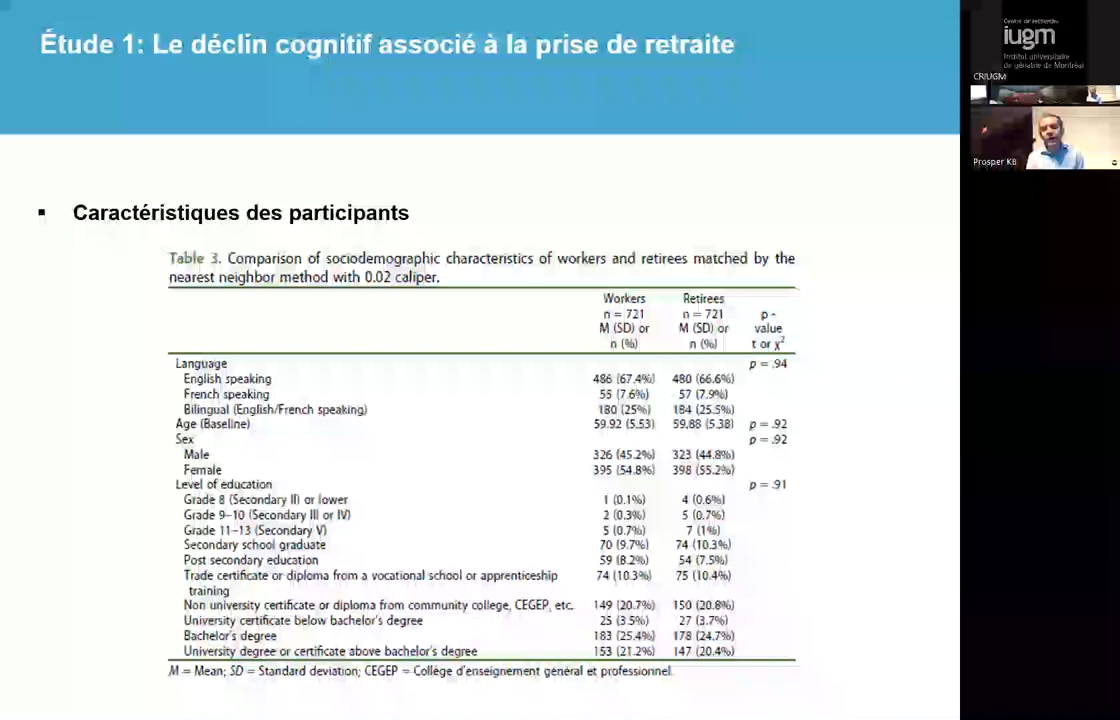 Étude 1: Le déclin cognitif associé à la prise de retraite
Centre de recherche
iugm
Institut universitaire
de gériatrie de Montréal
CRIUGM
Prosper KB
▪ Caractéristiques des participants
Table 3. Comparison of sociodemographic characteristics of workers and retirees matched by the
nearest neighbor method with 0.02 caliper.
Workers Retirees
n = 721 n = 721 p -
M (SD) or M (SD) or value
n (%) n (%) t or χ²
Language p = .94
English speaking 486 (67.4%) 480 (66.6%)
French speaking 55 (7.6%) 57 (7.9%)
Bilingual (English/French speaking) 180 (25%) 184 (25.5%)
Age (Baseline) 59.92 (5.53) 59.88 (5.38) p = .92
Sex p = .92
Male 326 (45.2%) 323 (44.8%)
Female 395 (54.8%) 398 (55.2%)
Level of education p = .91
Grade 8 (Secondary II) or lower 1 (0.1%) 4 (0.6%)
Grade 9–10 (Secondary III or IV) 2 (0.3%) 5 (0.7%)
Grade 11–13 (Secondary V) 5 (0.7%) 7 (1%)
Secondary school graduate 70 (9.7%) 74 (10.3%)
Post secondary education 59 (8.2%) 54 (7.5%)
Trade certificate or diploma from a vocational school or apprenticeship 74 (10.3%) 75 (10.4%)
training
Non university certificate or diploma from community college, CEGEP, etc. 149 (20.7%) 150 (20.8%)
University certificate below bachelor's degree 25 (3.5%) 27 (3.7%)
Bachelor's degree 183 (25.4%) 178 (24.7%)
University degree or certificate above bachelor's degree 153 (21.2%) 147 (20.4%)
M = Mean; SD = Standard deviation; CEGEP = Collège d'enseignement général et professionnel.